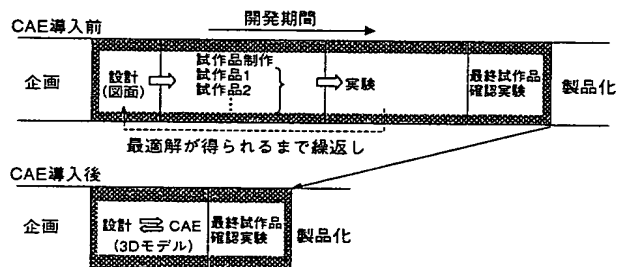 開発期間
CAE導入前
企画
設計
(図面)
試作品制作
試作品1
試作品2
実験
最終試作品
確認実験
製品化
最適解が得られるまで繰返し
CAE導入後
企画
設計 CAE
(3Dモデル)
最終試作品
確認実験
製品化